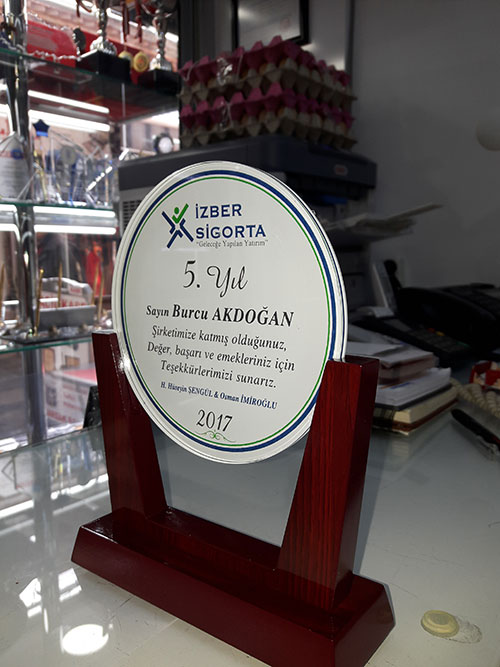 İZBER
SİGORTA
"Geleceğe Yapılan Yatırım"
5. Yıl
Sayın Burcu AKDOĞAN
Şirketimize katmış olduğunuz,
Değer, başarı ve emekleriniz için
Teşekkürlerimizi sunarız.
H. Hüseyin ŞENGÜL & Osman İMİROĞLU
2017